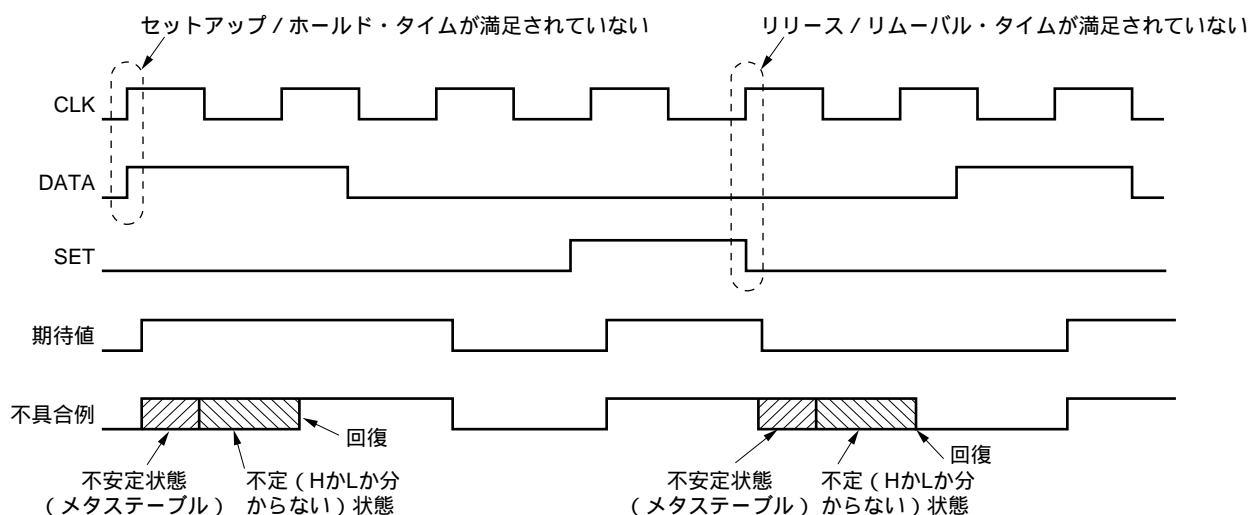 セットアップ / ホールド・タイムが満足されていない
リリース / リムーバル・タイムが満足されていない
CLK
DATA
SET
期待値
不具合例
回復
不安定状態
(メタステーブル)
不定(HかLか分
からない)状態
回復
不安定状態
(メタステーブル)
不定(HかLか分
からない)状態